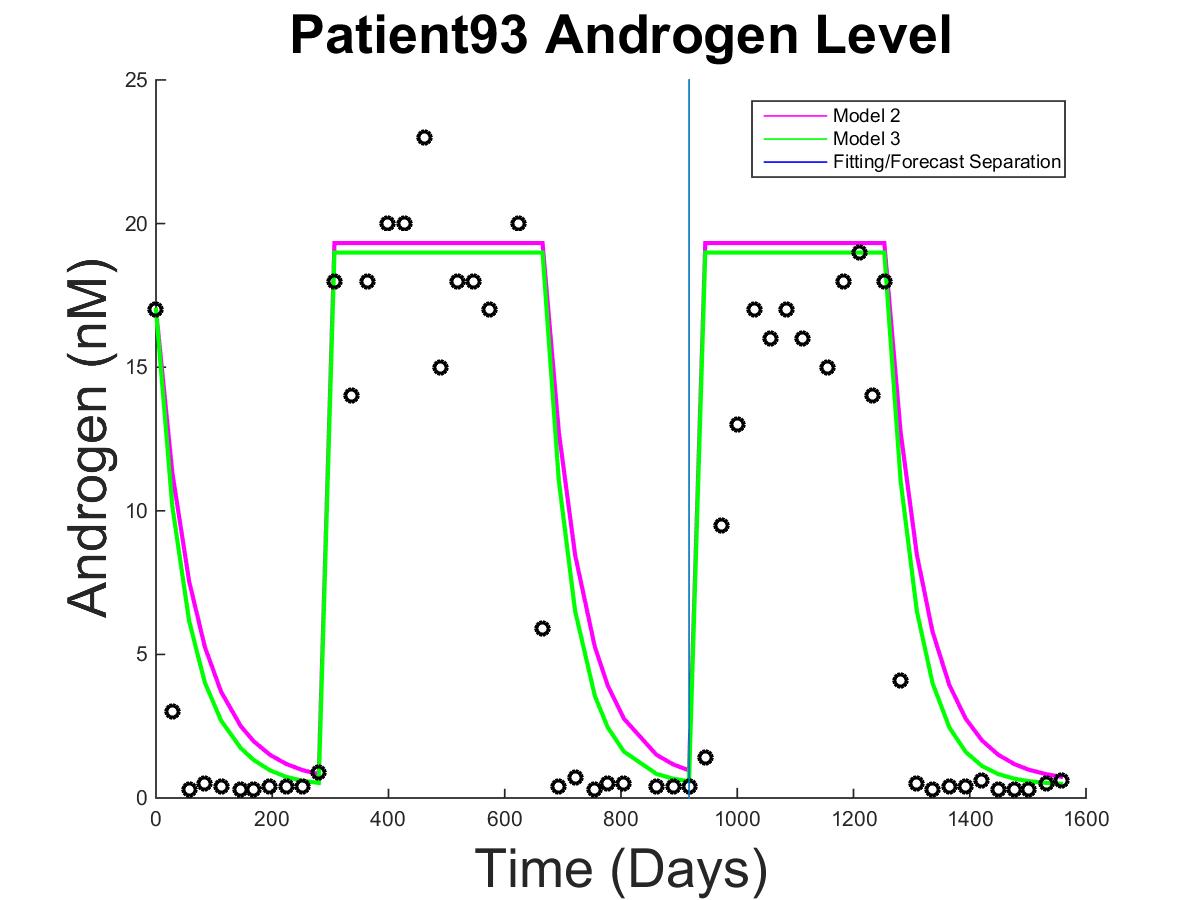 Patient93 Androgen Level
25
20
15
10
5
0
Androgen (nM)
Model 2
Model 3
Fitting/Forecast Separation
0 200 400 600 800 1000 1200 1400 1600
Time (Days)